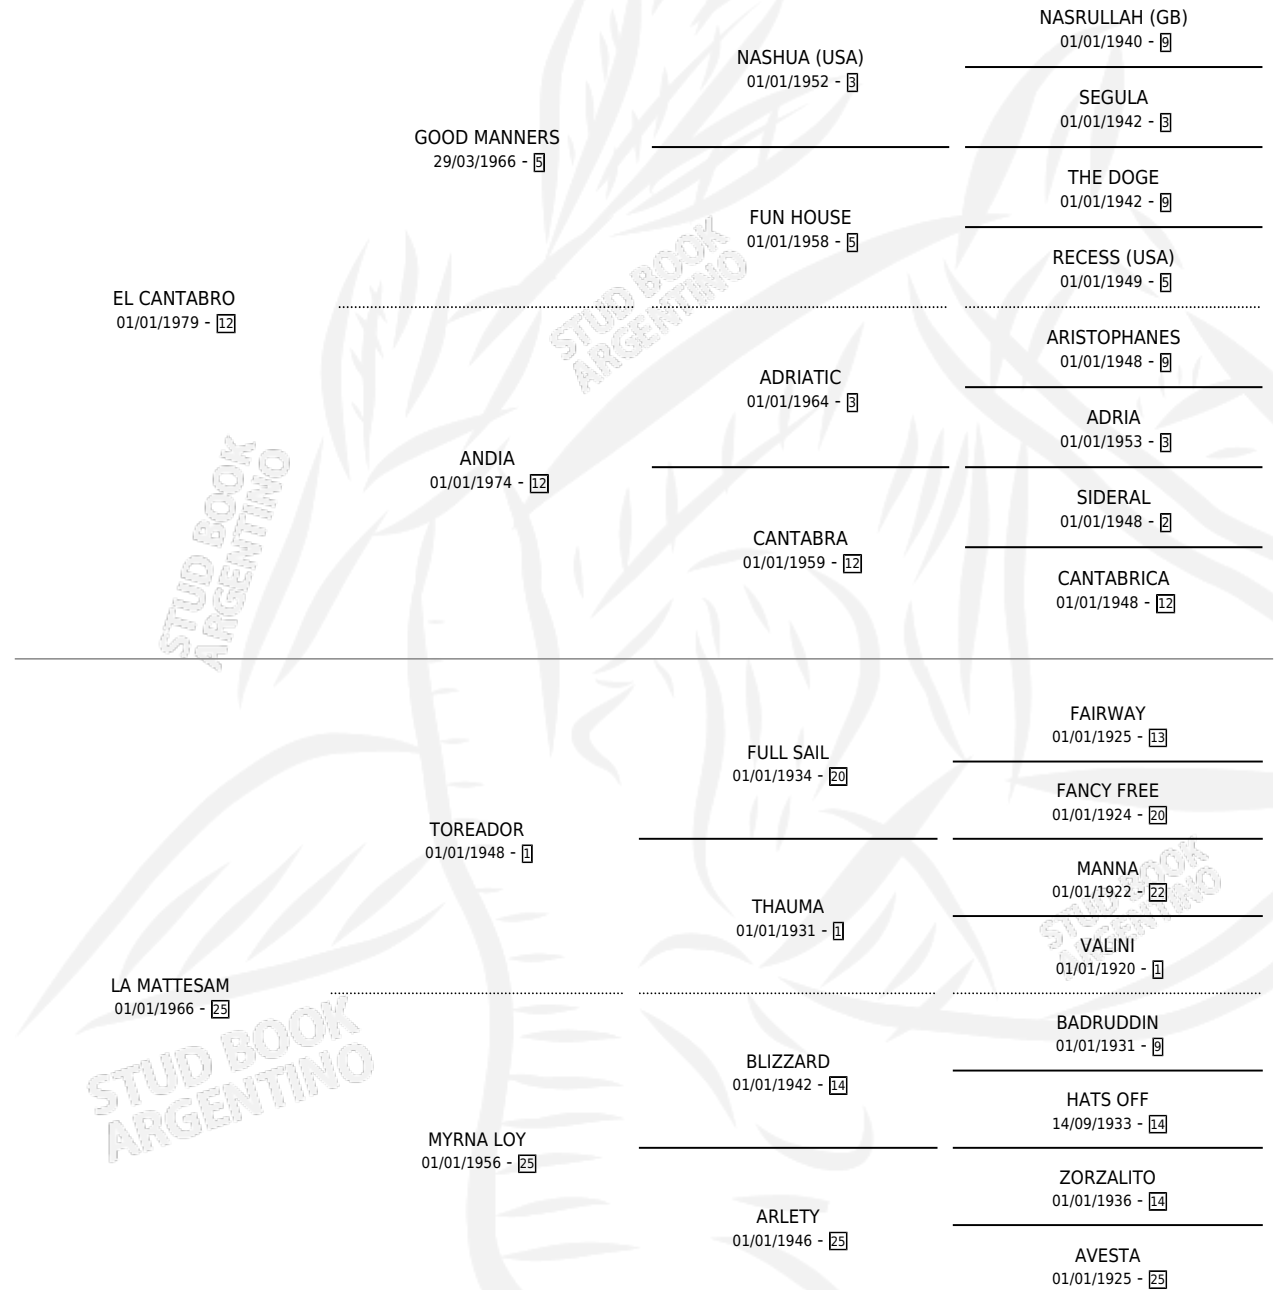 NASRULLAH (GB)
01/01/1940 - 9
NASHUA (USA)
01/01/1952 - 3
SEGULA
01/01/1942 - 3
GOOD MANNERS
29/03/1966 - 5
THE DOGE
01/01/1942 - 9
FUN HOUSE
01/01/1958 - 5
RECESS (USA)
01/01/1949 - 5
EL CANTABRO
01/01/1979 - 12
ARISTOPHANES
01/01/1948 - 9
ADRIATIC
01/01/1964 - 3
ADRIA
01/01/1953 - 3
ANDIA
01/01/1974 - 12
SIDERAL
01/01/1948 - 2
CANTABRA
01/01/1959 - 12
CANTABRICA
01/01/1948 - 12
FAIRWAY
01/01/1925 - 13
FULL SAIL
01/01/1934 - 20
FANCY FREE
01/01/1924 - 20
TOREADOR
01/01/1948 - 1
MANNA
01/01/1922 - 22
THAUMA
01/01/1931 - 1
VALINI
01/01/1920 - 1
LA MATTESAM
01/01/1966 - 25
BADRUDDIN
01/01/1931 - 9
BLIZZARD
01/01/1942 - 14
HATS OFF
14/09/1933 - 14
MYRNA LOY
01/01/1956 - 25
ZORZALITO
01/01/1936 - 14
ARLETY
01/01/1946 - 25
AVESTA
01/01/1925 - 25
STUD BOOK
ARGENTINO
STUD BOOK
ARGENTINO
STUD BOOK
ARGENTINO
STUD BOOK
ARGENTINO